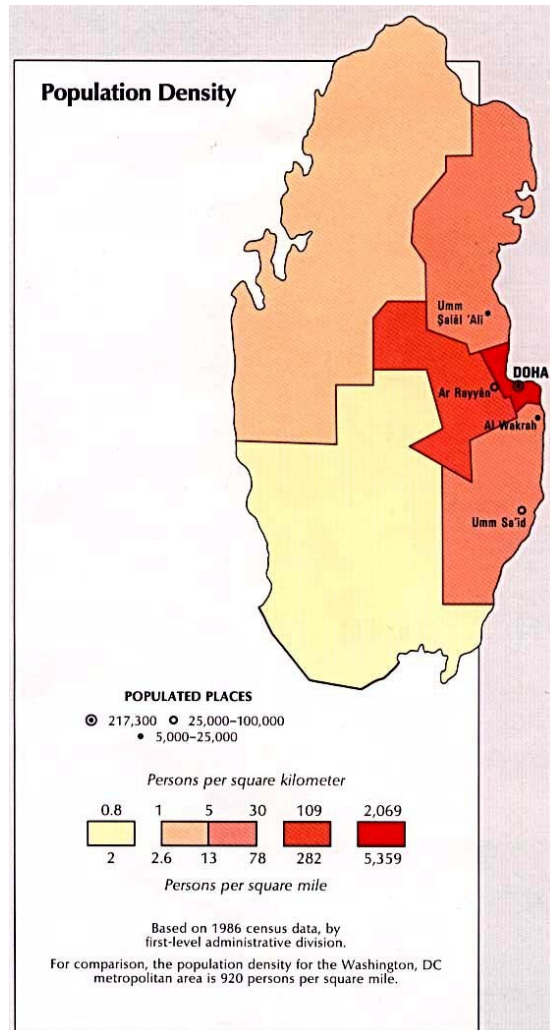 Population Density
Umm
Şalāl 'Alī
DOHA
Ar Rayyān
Al Wakrah
Umm Sa'īd
POPULATED PLACES
217,300 25,000–100,000
5,000–25,000
Persons per square kilometer
0.8 1 5 30 109 2,069
2 2.6 13 78 282 5,359
Persons per square mile
Based on 1986 census data, by
first-level administrative division.
For comparison, the population density for the Washington, DC
metropolitan area is 920 persons per square mile.